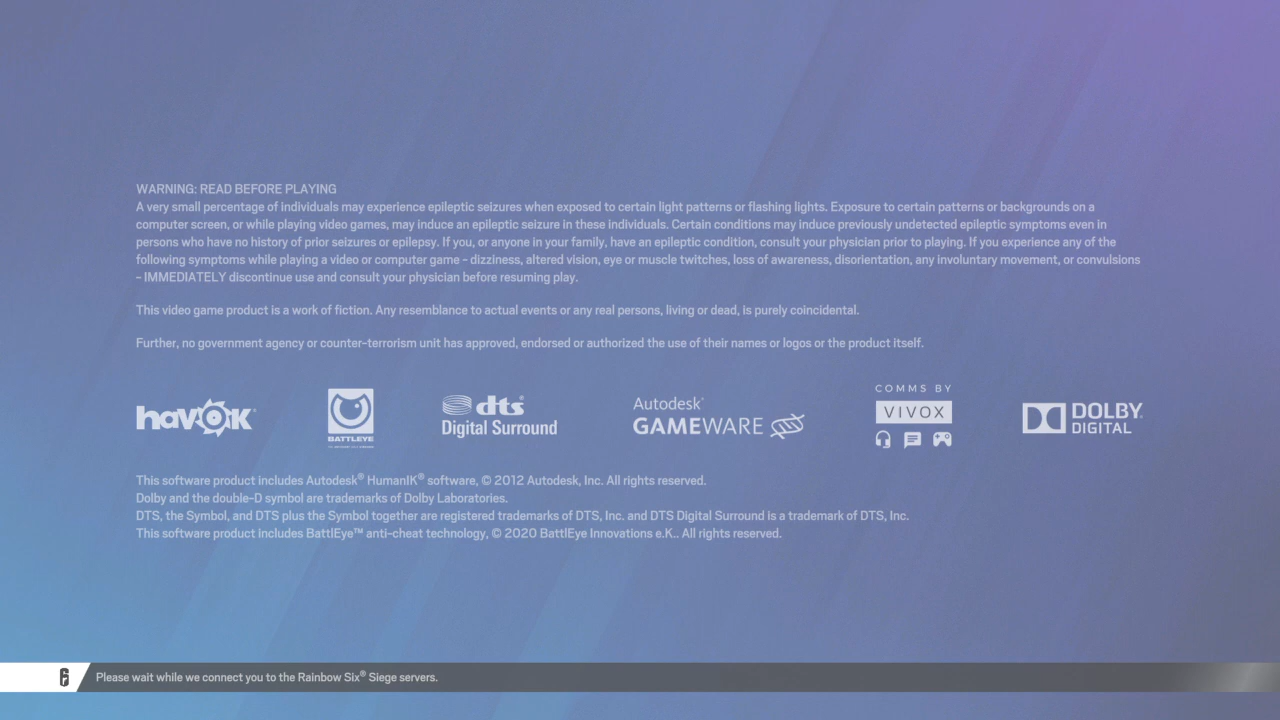 WARNING: READ BEFORE PLAYING
A very small percentage of individuals may experience epileptic seizures when exposed to certain light patterns or flashing lights. Exposure to certain patterns or backgrounds on a
computer screen, or while playing video games, may induce an epileptic seizure in these individuals. Certain conditions may induce previously undetected epileptic symptoms even in
persons who have no history of prior seizures or epilepsy. If you, or anyone in your family, have an epileptic condition, consult your physician prior to playing. If you experience any of the
following symptoms while playing a video or computer game - dizziness, altered vision, eye or muscle twitches, loss of awareness, disorientation, any involuntary movement, or convulsions
– IMMEDIATELY discontinue use and consult your physician before resuming play.
This video game product is a work of fiction. Any resemblance to actual events or any real persons, living or dead, is purely coincidental.
Further, no government agency or counter-terrorism unit has approved, endorsed or authorized the use of their names or logos or the product itself.
havok
BATTLEYE
dts
Digital Surround
Autodesk®
GAMEWARE
COMMS BY
VIVOX
DOLBY
DIGITAL
This software product includes Autodesk® HumanIK® software, © 2012 Autodesk, Inc. All rights reserved.
Dolby and the double-D symbol are trademarks of Dolby Laboratories.
DTS, the Symbol, and DTS plus the Symbol together are registered trademarks of DTS, Inc. and DTS Digital Surround is a trademark of DTS, Inc.
This software product includes BattlEye™ anti-cheat technology, © 2020 BattlEye Innovations e.K.. All rights reserved.
6 Please wait while we connect you to the Rainbow Six® Siege servers.